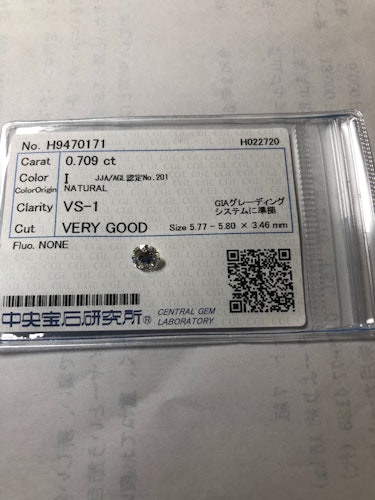 No. H9470171 H022720
Carat 0.709 ct
Color I JJA/AGL認定No.201
ColorOrigin NATURAL
Clarity VS-1 GIAグレーディング
システムに準拠
Cut VERY GOOD Size 5.77 - 5.80 × 3.46 mm
Fluo. NONE
中央宝石研究所® CENTRAL GEM
LABORATORY